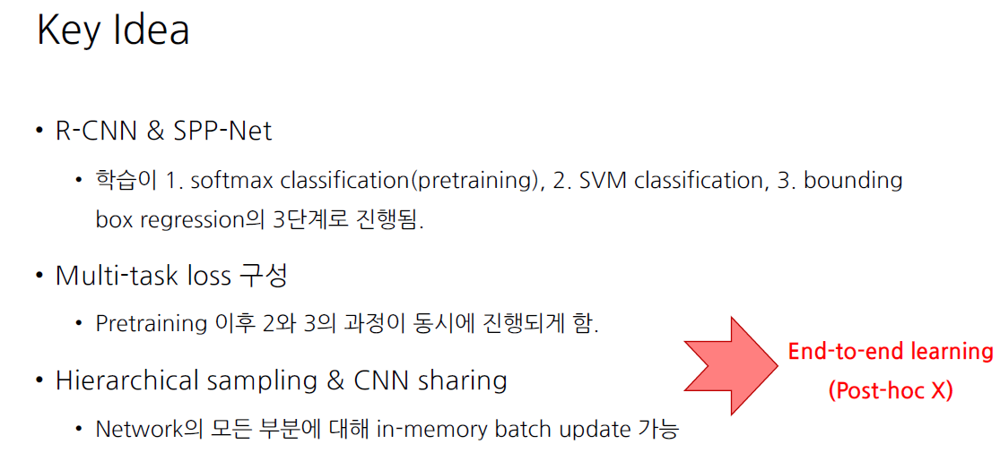 Key Idea
• R-CNN & SPP-Net
• 학습이 1. softmax classification(pretraining), 2. SVM classification, 3. bounding
box regression의 3단계로 진행됨.
• Multi-task loss 구성
• Pretraining 이후 2와 3의 과정이 동시에 진행되게 함.
• Hierarchical sampling & CNN sharing
• Network의 모든 부분에 대해 in-memory batch update 가능
End-to-end learning
(Post-hoc X)